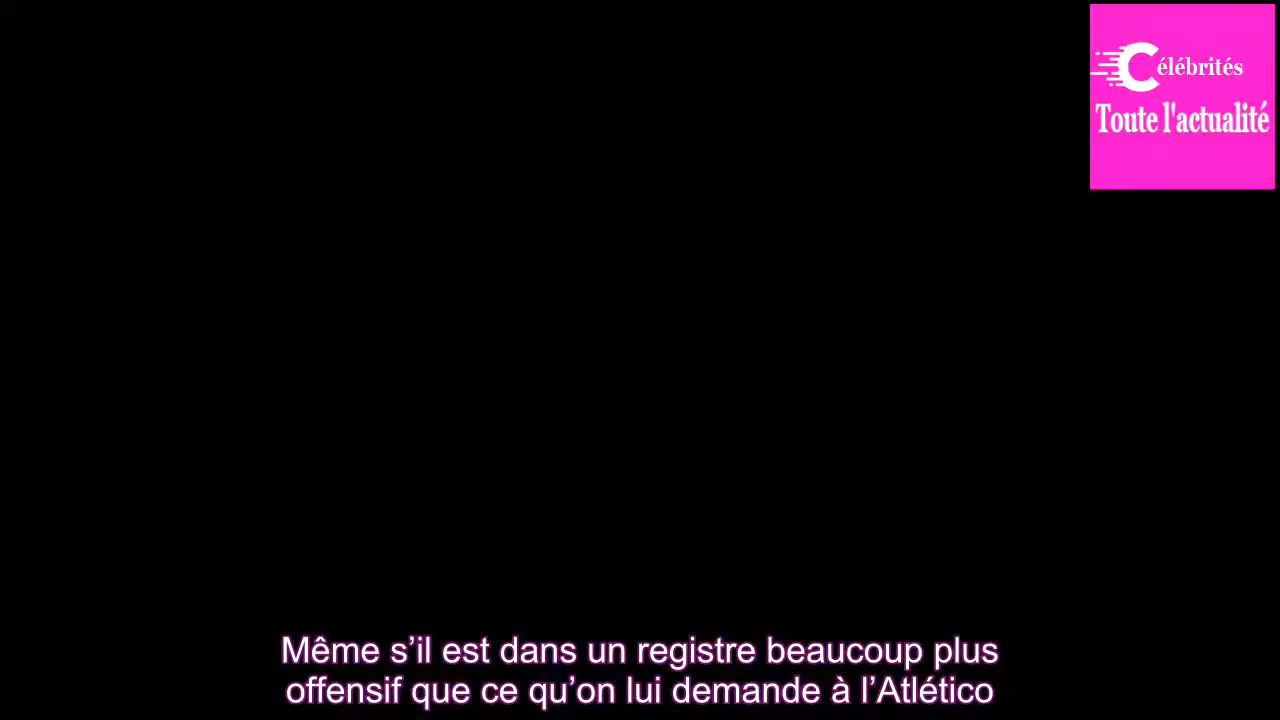 Célébrités
Toute l'actualité
Même s’il est dans un registre beaucoup plus
offensif que ce qu’on lui demande à l’Atlético